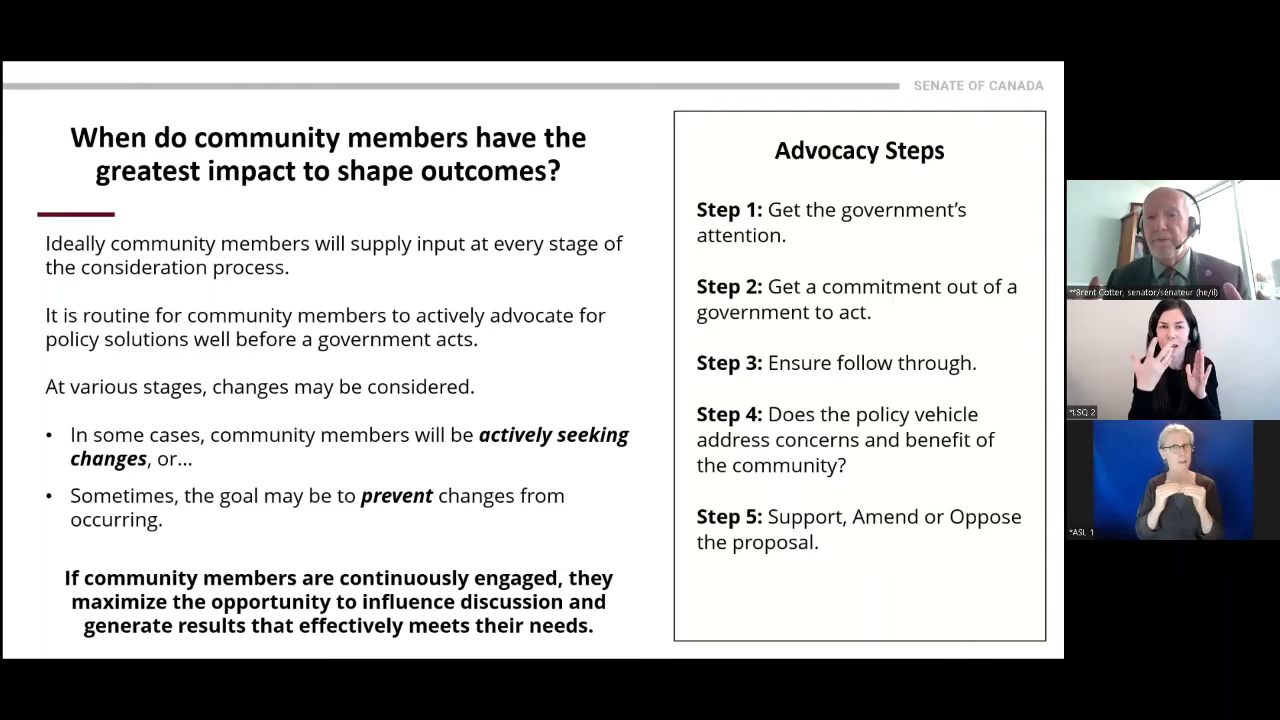 SENATE OF CANADA
When do community members have the
greatest impact to shape outcomes?
Ideally community members will supply input at every stage of
the consideration process.
It is routine for community members to actively advocate for
policy solutions well before a government acts.
At various stages, changes may be considered.
• In some cases, community members will be actively seeking
changes, or...
• Sometimes, the goal may be to prevent changes from
occurring.
If community members are continuously engaged, they
maximize the opportunity to influence discussion and
generate results that effectively meets their needs.
Advocacy Steps
Step 1: Get the government's
attention.
Step 2: Get a commitment out of a
government to act.
Step 3: Ensure follow through.
Step 4: Does the policy vehicle
address concerns and benefit of
the community?
Step 5: Support, Amend or Oppose
the proposal.
**Brent Cotter, senator/sénateur (he/il)
*LSQ 2
*ASL 1